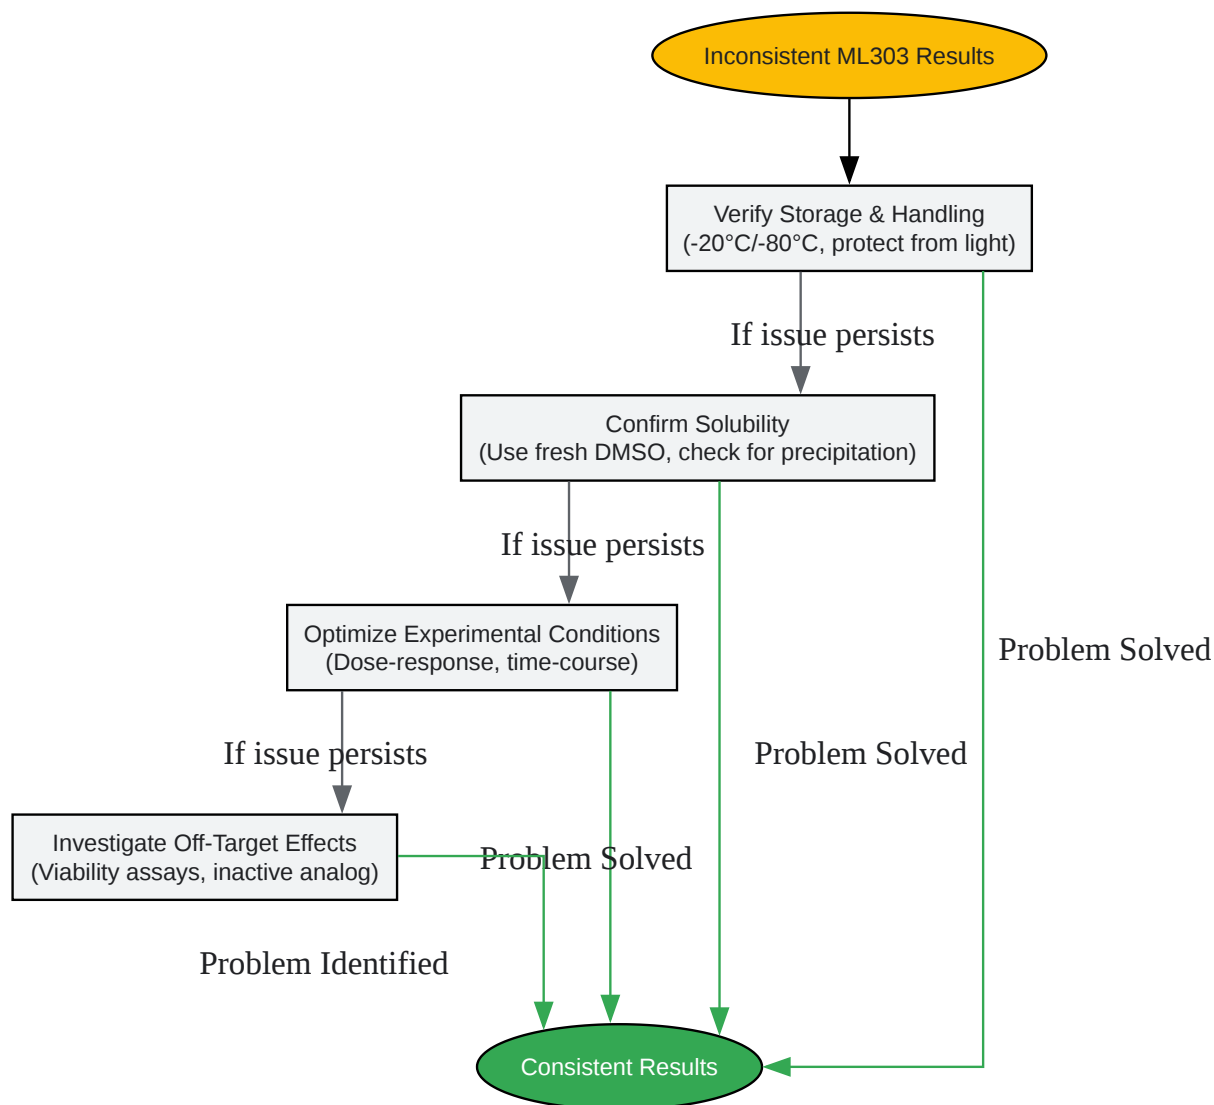 Inconsistent ML303 Results
Verify Storage & Handling
(-20°C/-80°C, protect from light)
If issue persists
Confirm Solubility
(Use fresh DMSO, check for precipitation)
If issue persists
Optimize Experimental Conditions
(Dose-response, time-course)
Problem Solved
If issue persists
Problem Solved
Investigate Off-Target Effects
(Viability assays, inactive analog)
Problem Solved
Problem Identified
Consistent Results